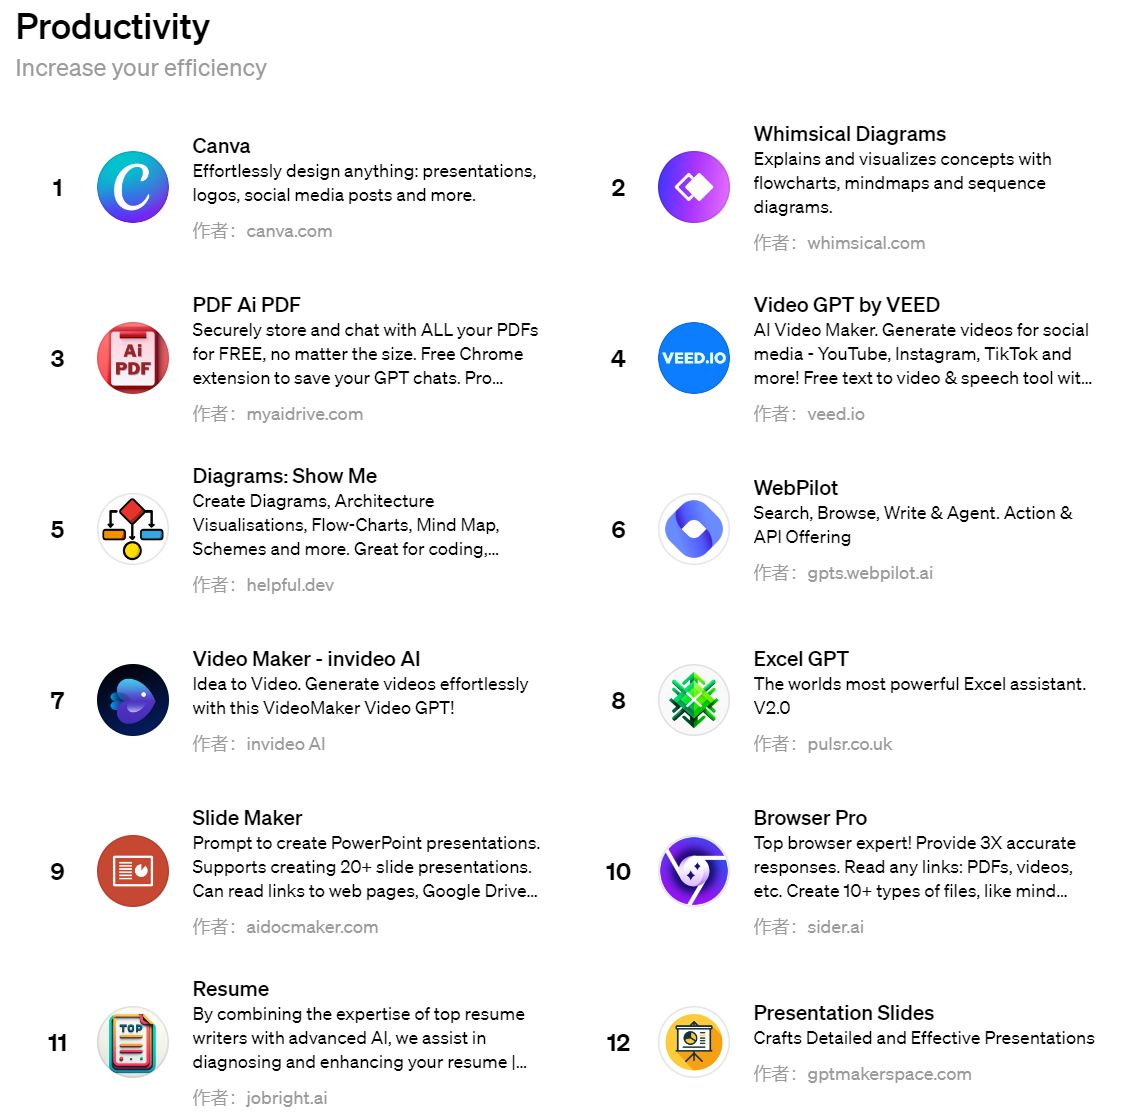 Productivity
Increase your efficiency
1
Canva
Effortlessly design anything: presentations,
logos, social media posts and more.
作者： canva.com
2
Whimsical Diagrams
Explains and visualizes concepts with
flowcharts, mindmaps and sequence
diagrams.
作者： whimsical.com
3
Ai
PDF
PDF Ai PDF
Securely store and chat with ALL your PDFs
for FREE, no matter the size. Free Chrome
extension to save your GPT chats. Pro...
作者： myaidrive.com
4
VEED.IO
Video GPT by VEED
AI Video Maker. Generate videos for social
media - YouTube, Instagram, TikTok and
more! Free text to video & speech tool wit...
作者： veed.io
5
Diagrams: Show Me
Create Diagrams, Architecture
Visualisations, Flow-Charts, Mind Map,
Schemes and more. Great for coding,...
作者： helpful.dev
6
WebPilot
Search, Browse, Write & Agent. Action &
API Offering
作者： gpts.webpilot.ai
7
Video Maker - invideo AI
Idea to Video. Generate videos effortlessly
with this VideoMaker Video GPT!
作者： invideo AI
8
Excel GPT
The worlds most powerful Excel assistant.
V2.0
作者： pulsr.co.uk
9
Slide Maker
Prompt to create PowerPoint presentations.
Supports creating 20+ slide presentations.
Can read links to web pages, Google Drive...
作者： aidocmaker.com
10
Browser Pro
Top browser expert! Provide 3X accurate
responses. Read any links: PDFs, videos,
etc. Create 10+ types of files, like mind...
作者： sider.ai
11
TOP
Resume
By combining the expertise of top resume
writers with advanced AI, we assist in
diagnosing and enhancing your resume |...
作者： jobright.ai
12
Presentation Slides
Crafts Detailed and Effective Presentations
作者： gptmakerspace.com